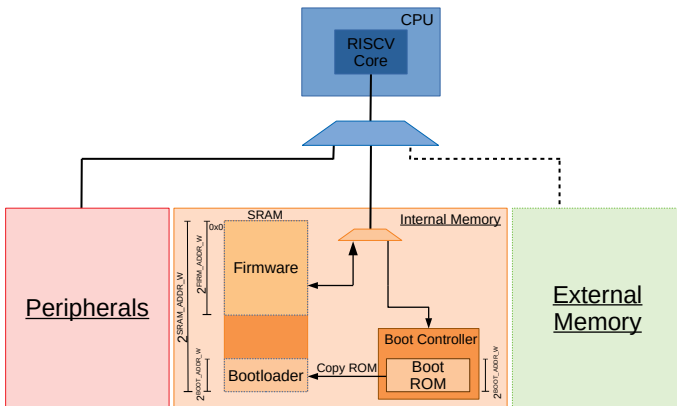 CPU
RISCV
Core
SRAM
Internal Memory
0x0
2^SRAM_ADDR_W
2^FIRM_ADDR_W
Firmware
Peripherals
External
Memory
Boot Controller
2^BOOT_ADDR_W
Bootloader
Copy ROM
Boot
ROM
2^BOOT_ADDR_W